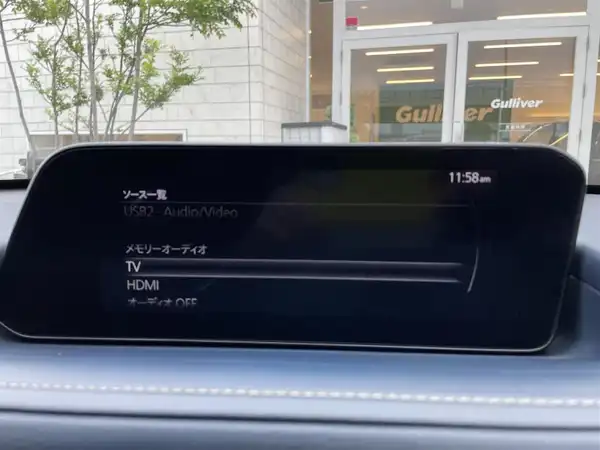 Gulliver
Gulliver
11:58am
ソース一覧
USB2 - Audio/Video
メモリーオーディオ
TV
HDMI
オーディオ OFF